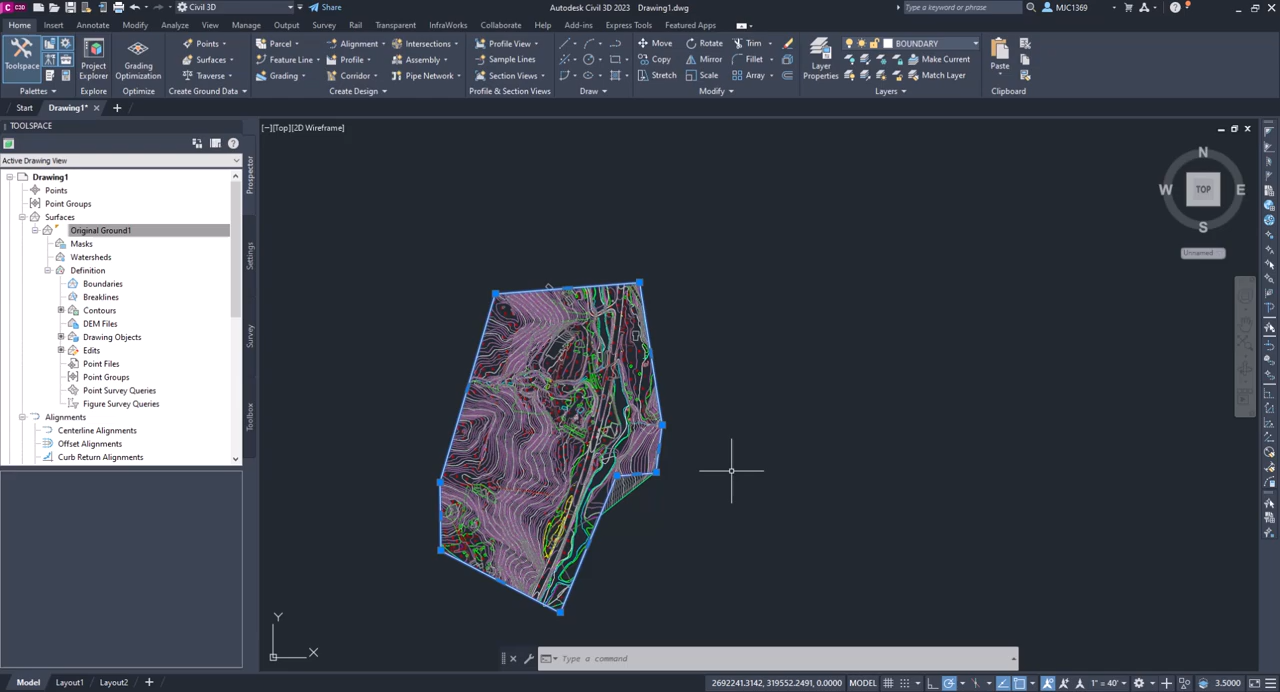 C3D
Civil 3D
Share
Autodesk Civil 3D 2023 Drawing1.dwg
Type a keyword or phrase
MJC1369
Home Insert Annotate Modify Analyze View Manage Output Survey Rail Transparent InfraWorks Collaborate Help Add-ins Express Tools Featured Apps
Toolspace
Project
Explorer
Grading
Optimization
Points
Surfaces
Traverse
Parcel
Feature Line
Grading
Alignment
Profile
Corridor
Intersections
Assembly
Pipe Network
Profile View
Sample Lines
Section Views
Move
Copy
Stretch
Rotate
Mirror
Scale
Trim
Fillet
Array
Layer
Properties
BOUNDARY
Make Current
Match Layer
Paste
Palettes
Explore
Optimize
Create Ground Data
Create Design
Profile & Section Views
Draw
Modify
Layers
Clipboard
Start
Drawing1*
TOOLSPACE
[−][Top][2D Wireframe]
Active Drawing View
Drawing1
Points
Point Groups
Surfaces
Original Ground1
Masks
Watersheds
Definition
Boundaries
Breaklines
Contours
DEM Files
Drawing Objects
Edits
Point Files
Point Groups
Point Survey Queries
Figure Survey Queries
Alignments
Centerline Alignments
Offset Alignments
Curb Return Alignments
Prospector
Settings
Survey
Toolbox
N
W
TOP
E
S
Unnamed
Y
X
Type a command
Model
Layout1
Layout2
2692241.3142, 319552.2491, 0.0000
MODEL
1" = 40'
3.5000